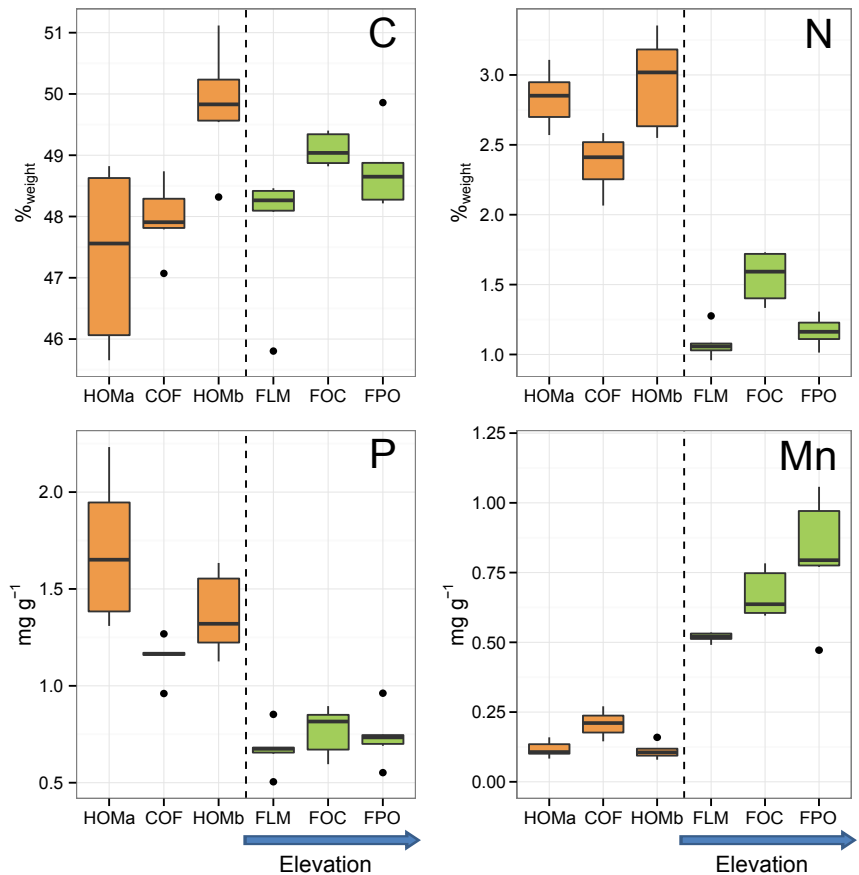 C
51
50
49
48
47
46
%weight
HOMa COF HOMb FLM FOC FPO
N
3.0
2.5
2.0
1.5
1.0
%weight
HOMa COF HOMb FLM FOC FPO
P
2.0
1.5
1.0
0.5
mg g⁻¹
HOMa COF HOMb FLM FOC FPO
Elevation
Mn
1.25
1.00
0.75
0.50
0.25
0.00
mg g⁻¹
HOMa COF HOMb FLM FOC FPO
Elevation